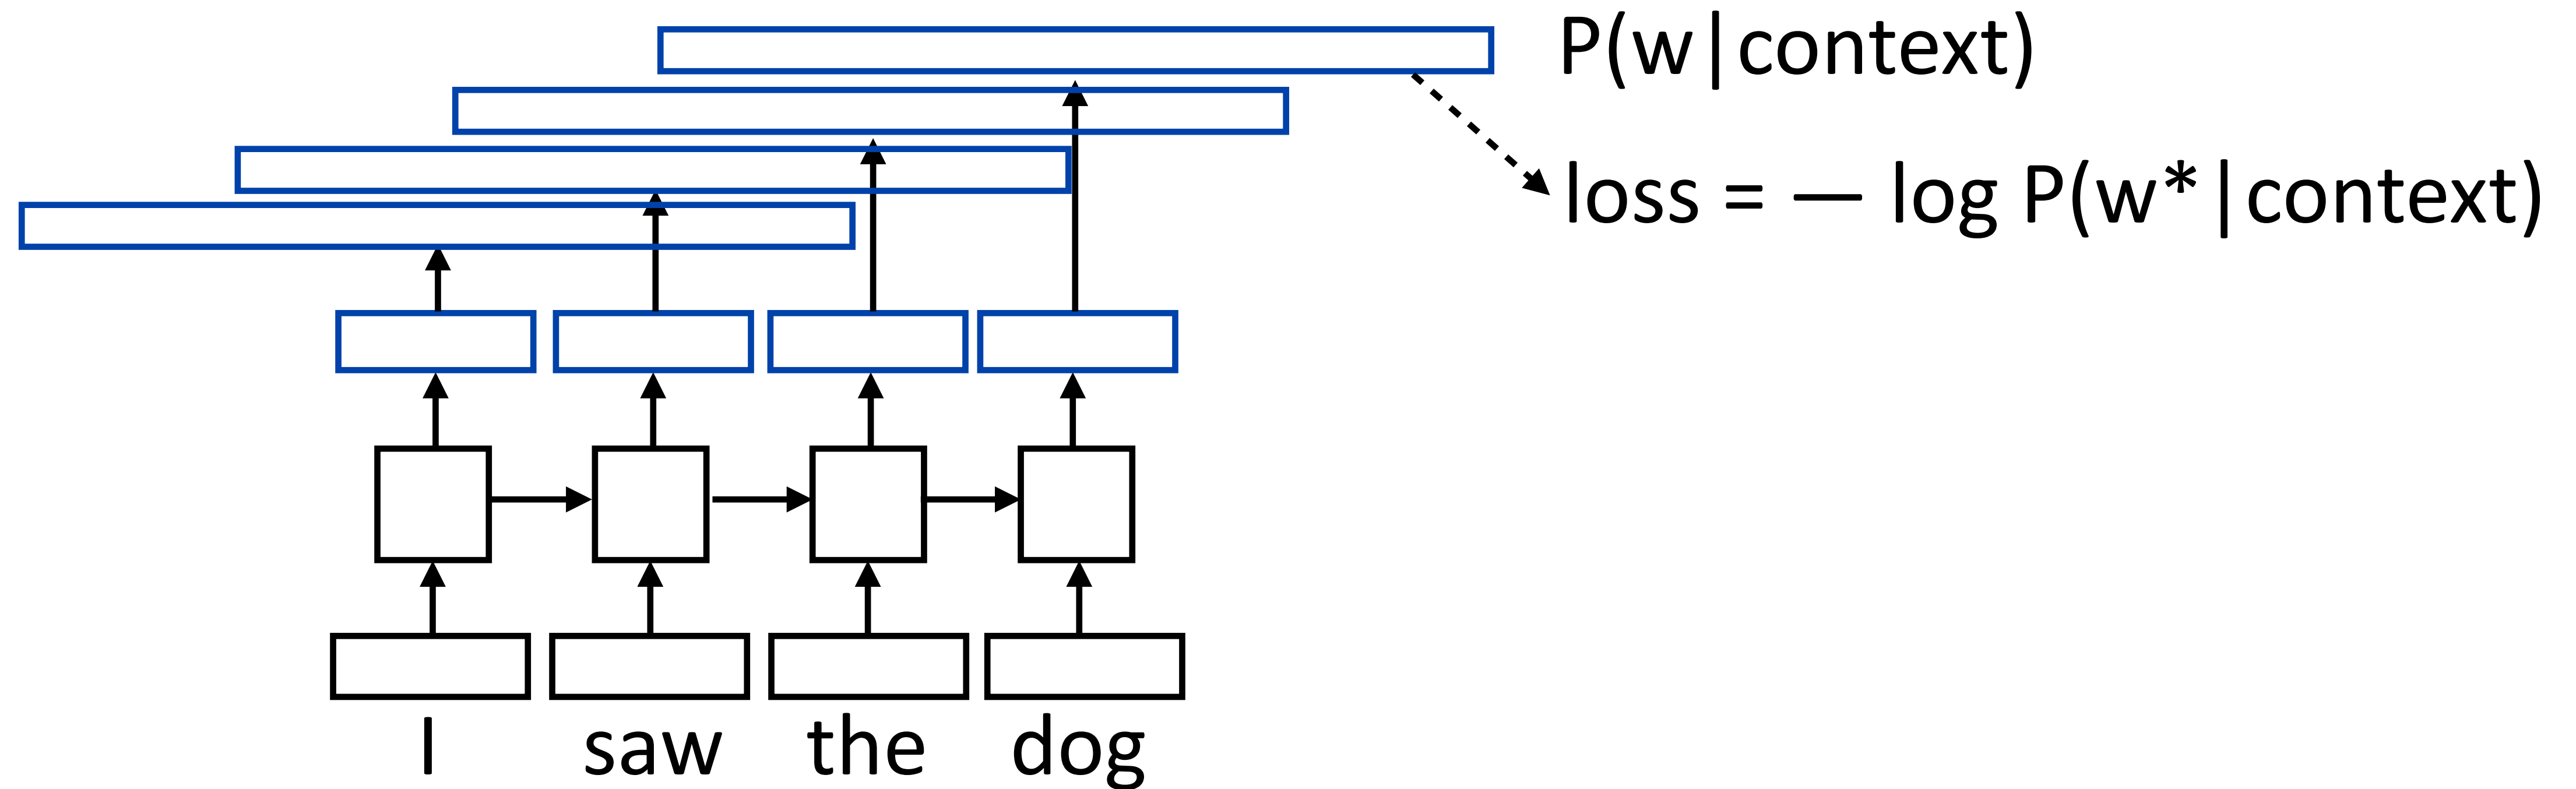 P(w|context)
loss = — log P(w*|context)
I saw the dog